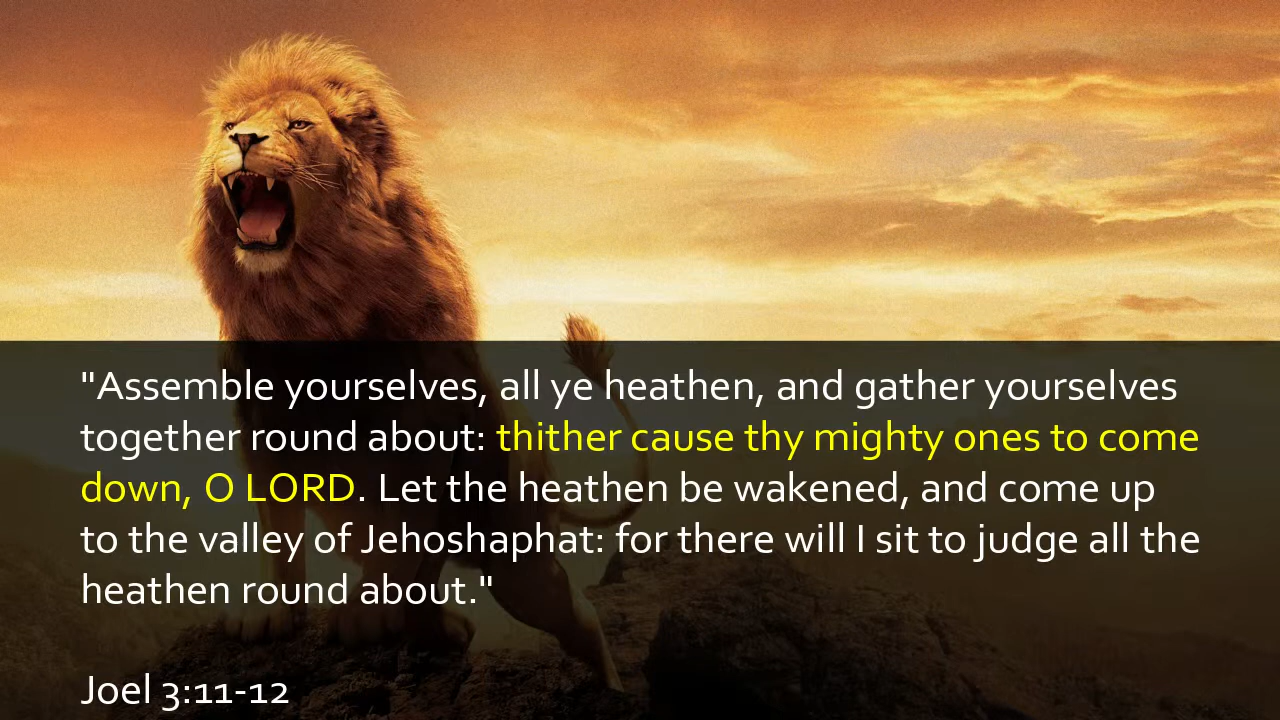 "Assemble yourselves, all ye heathen, and gather yourselves
together round about: thither cause thy mighty ones to come
down, O LORD. Let the heathen be wakened, and come up
to the valley of Jehoshaphat: for there will I sit to judge all the
heathen round about."
Joel 3:11-12